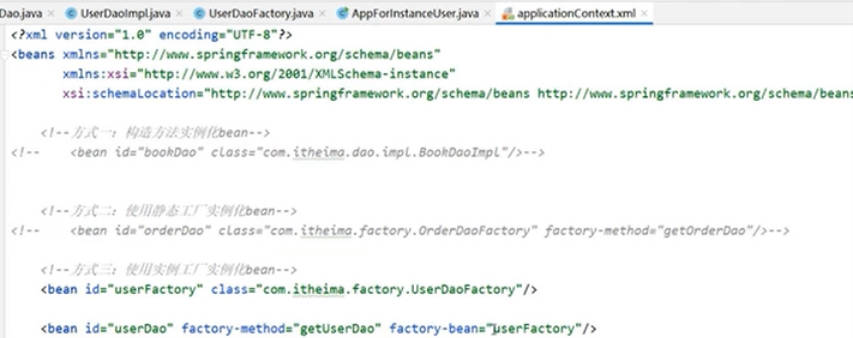 Dao.java UserDaoImpl.java UserDaoFactory.java AppForInstanceUser.java applicationContext.xml
<?xml version="1.0" encoding="UTF-8"?>
<beans xmlns="http://www.springframework.org/schema/beans"
xmlns:xsi="http://www.w3.org/2001/XMLSchema-instance"
xsi:schemaLocation="http://www.springframework.org/schema/beans http://www.springframework.org/schema/beans
<!--方式一：构造方法实例化bean-->
<!-- <bean id="bookDao" class="com.itheima.dao.impl.BookDaoImpl"/>-->
<!--方式二：使用静态工厂实例化bean-->
<!-- <bean id="orderDao" class="com.itheima.factory.OrderDaoFactory" factory-method="getOrderDao"/>-->
<!--方式三：使用实例工厂实例化bean-->
<bean id="userFactory" class="com.itheima.factory.UserDaoFactory"/>
<bean id="userDao" factory-method="getUserDao" factory-bean="userFactory"/>